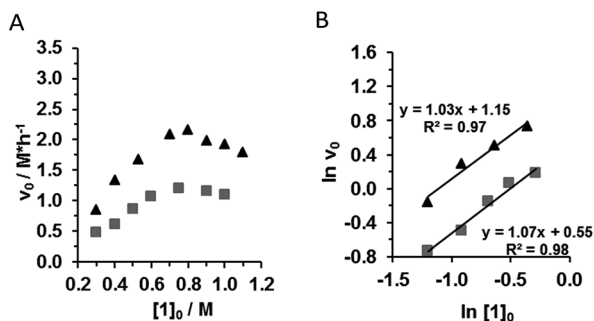 A
3.5
3.0
2.5
2.0
1.5
1.0
0.5
0.0
v₀ / M*h⁻¹
0.2 0.4 0.6 0.8 1.0 1.2
[1]₀ / M
B
1.6
1.2
0.8
0.4
0.0
-0.4
-0.8
ln v₀
y = 1.03x + 1.15
R² = 0.97
y = 1.07x + 0.55
R² = 0.98
-1.5 -1.0 -0.5 0.0
ln [1]₀